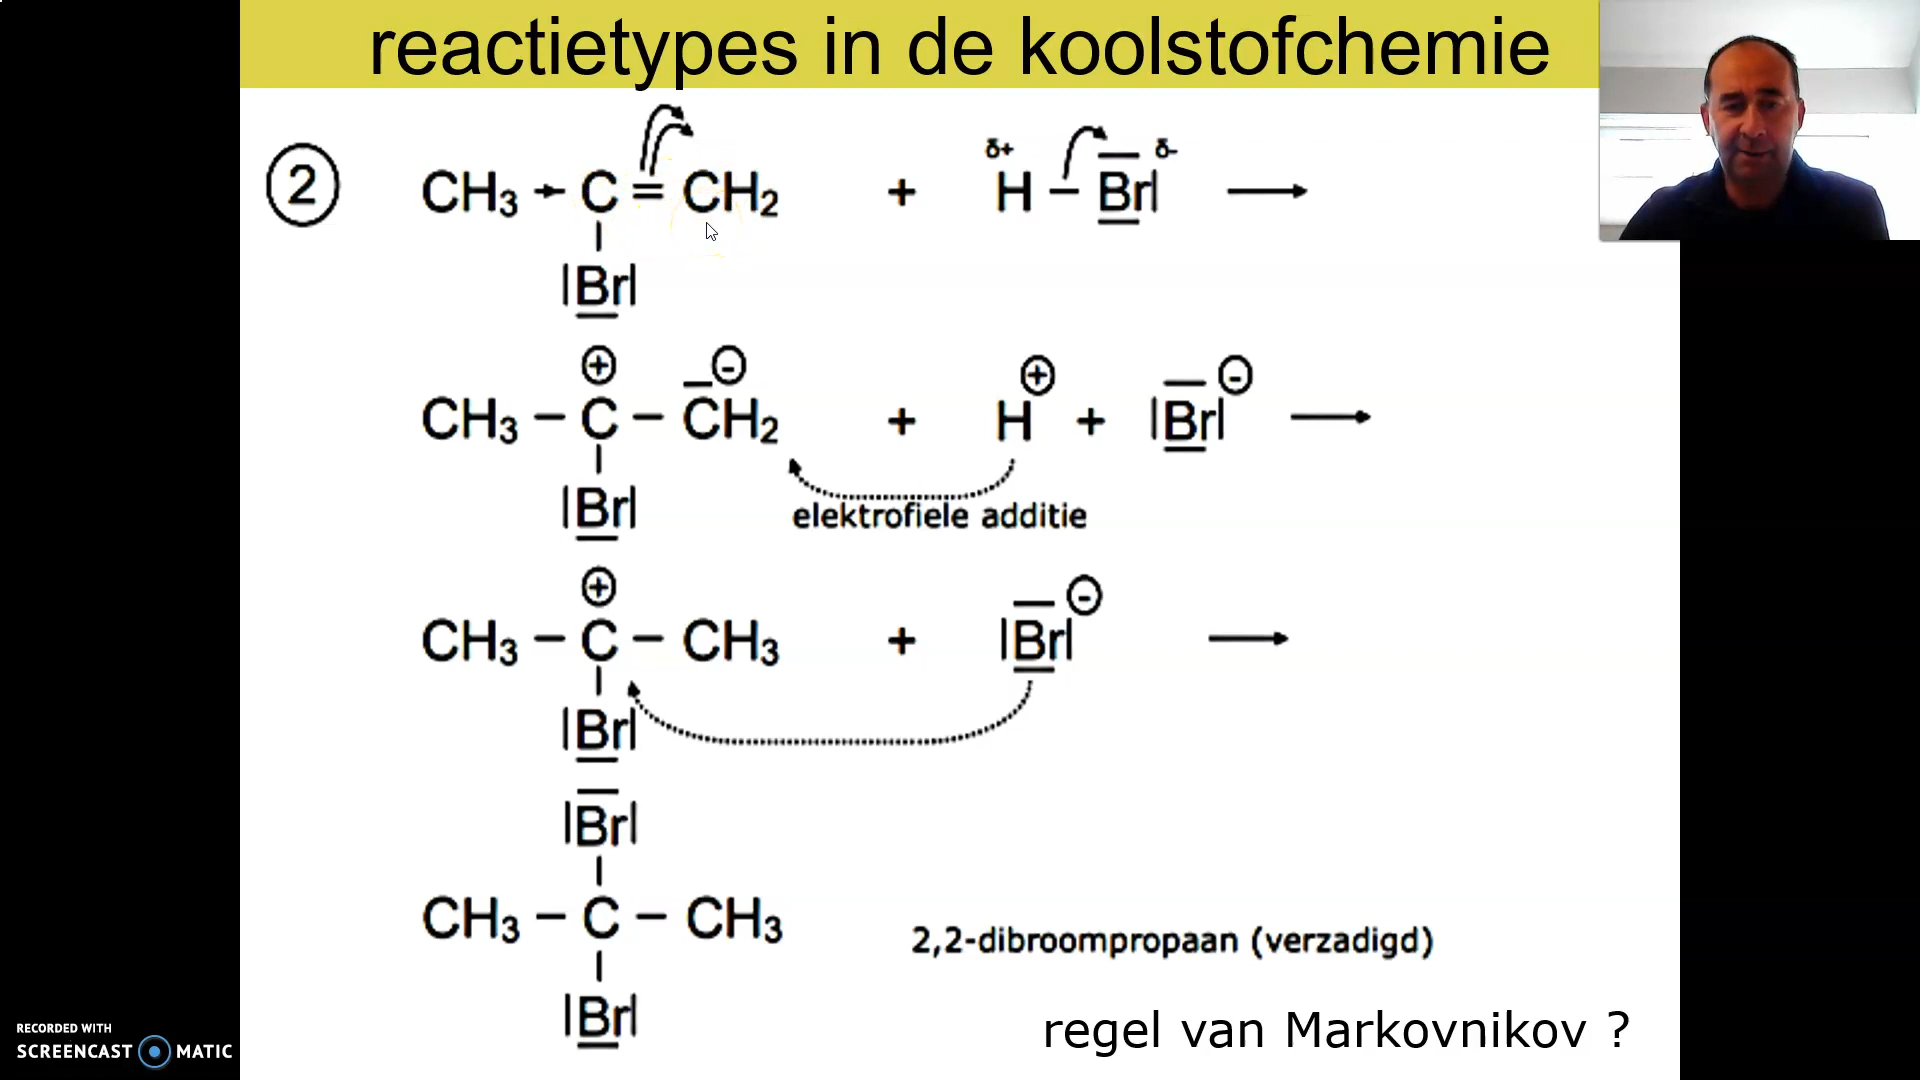 reactietypes in de koolstofchemie
2 CH₃ → C = CH₂ + δ+ H – Br δ- →
|Br|
⊕ ⊖ ⊕ ⊖
CH₃ – C – CH₂ + H + |Br| →
|Br|
elektrofiele additie
⊕ ⊖
CH₃ – C – CH₃ + |Br| →
|Br|
|Br|
CH₃ – C – CH₃
2,2-dibroompropaan (verzadigd)
|Br|
regel van Markovnikov ?
RECORDED WITH
SCREENCAST MATIC